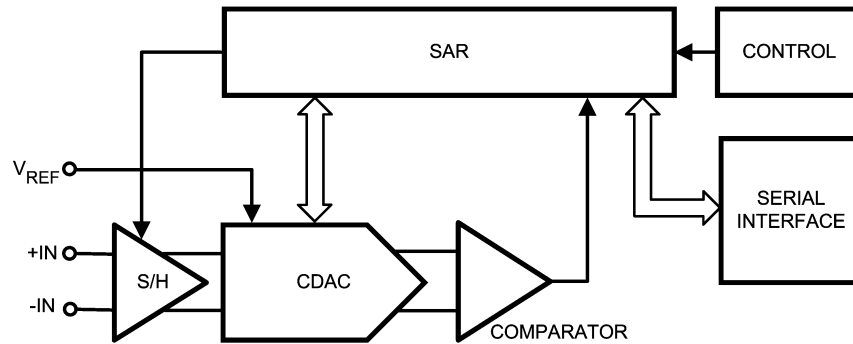 SAR
CONTROL
VREF
SERIAL
INTERFACE
+IN
S/H
CDAC
-IN
COMPARATOR